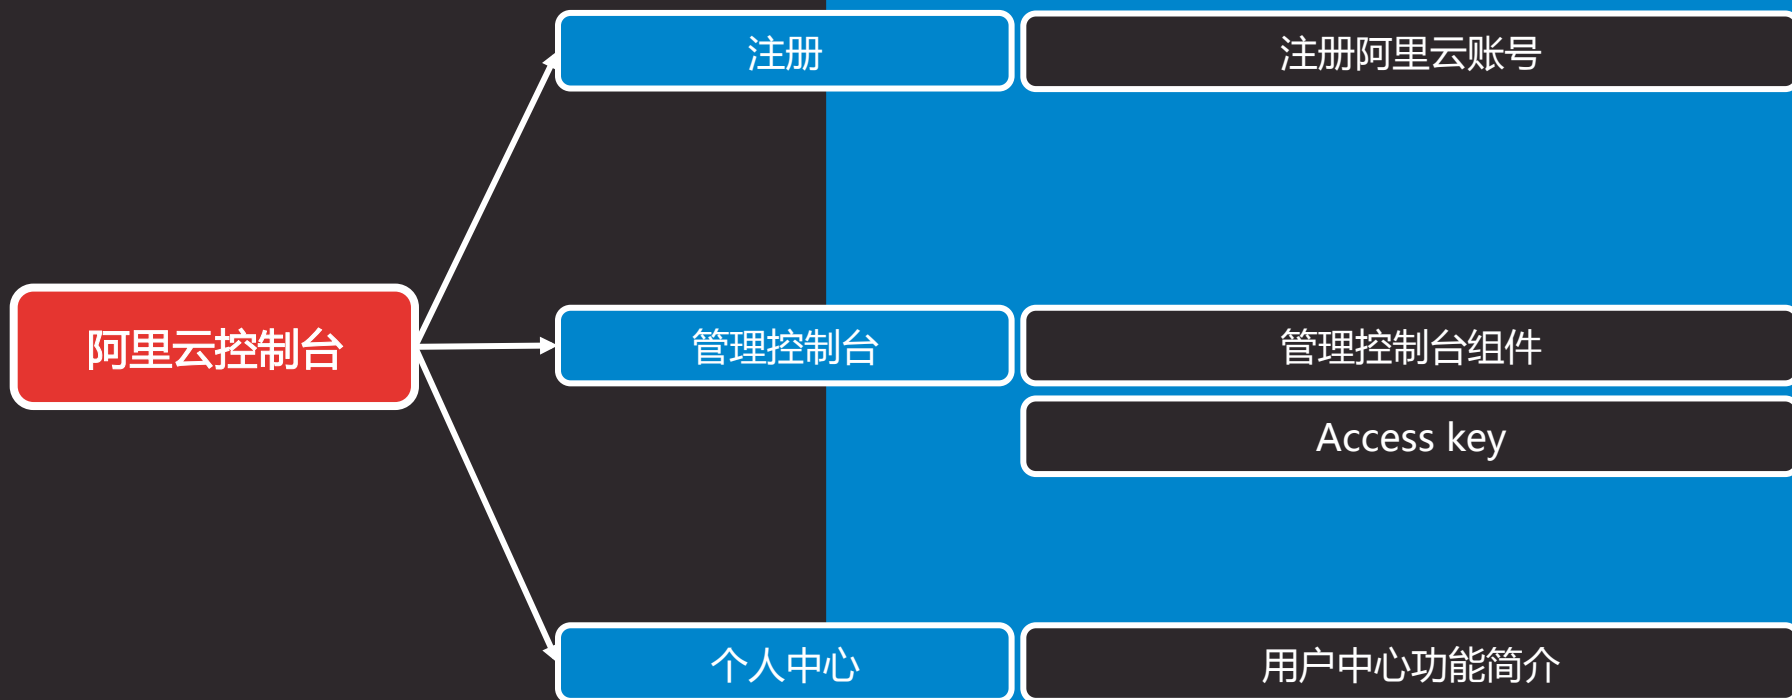 注册
注册阿里云账号
阿里云控制台
管理控制台
管理控制台组件
Access key
个人中心
用户中心功能简介